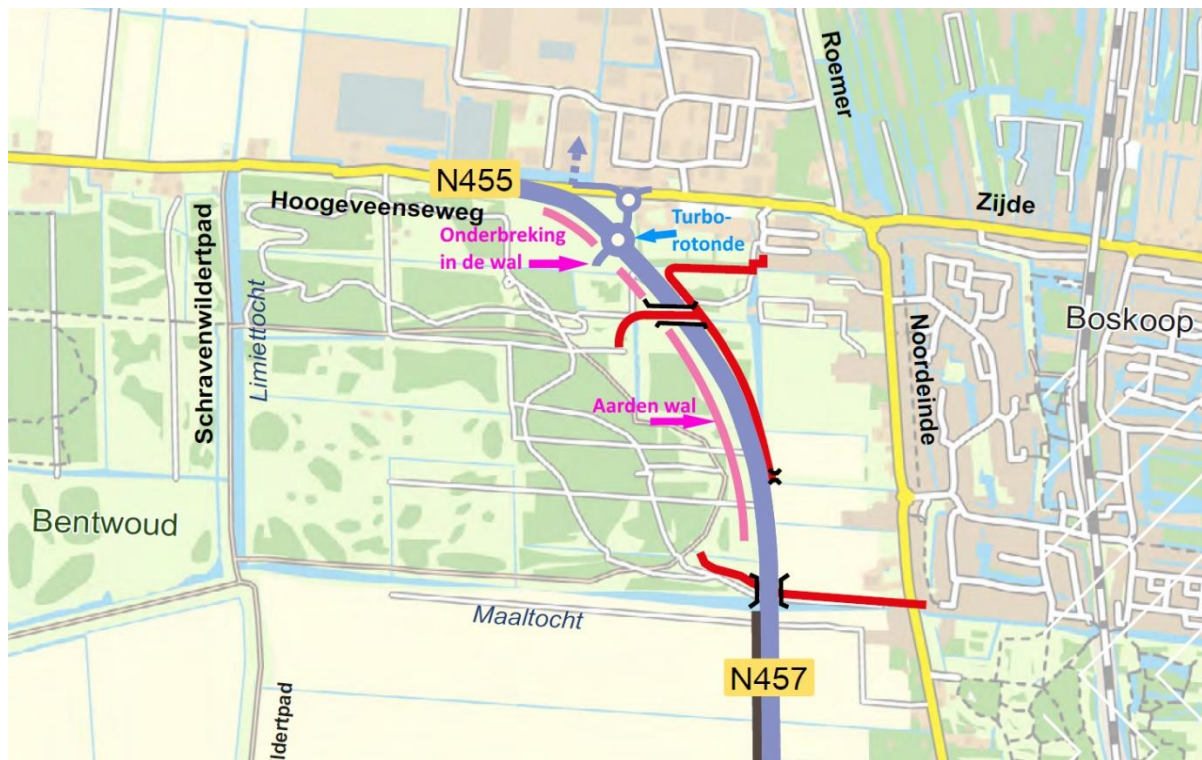 Roemer
N455
Hoogeveenseweg
Zijde
Turbo-
rotonde
Onderbreking
in de wal
Schravenwildertpad
Limiettocht
Noordeinde
Boskoop
Aarden wal
Bentwoud
Maaltocht
N457
ldertpad